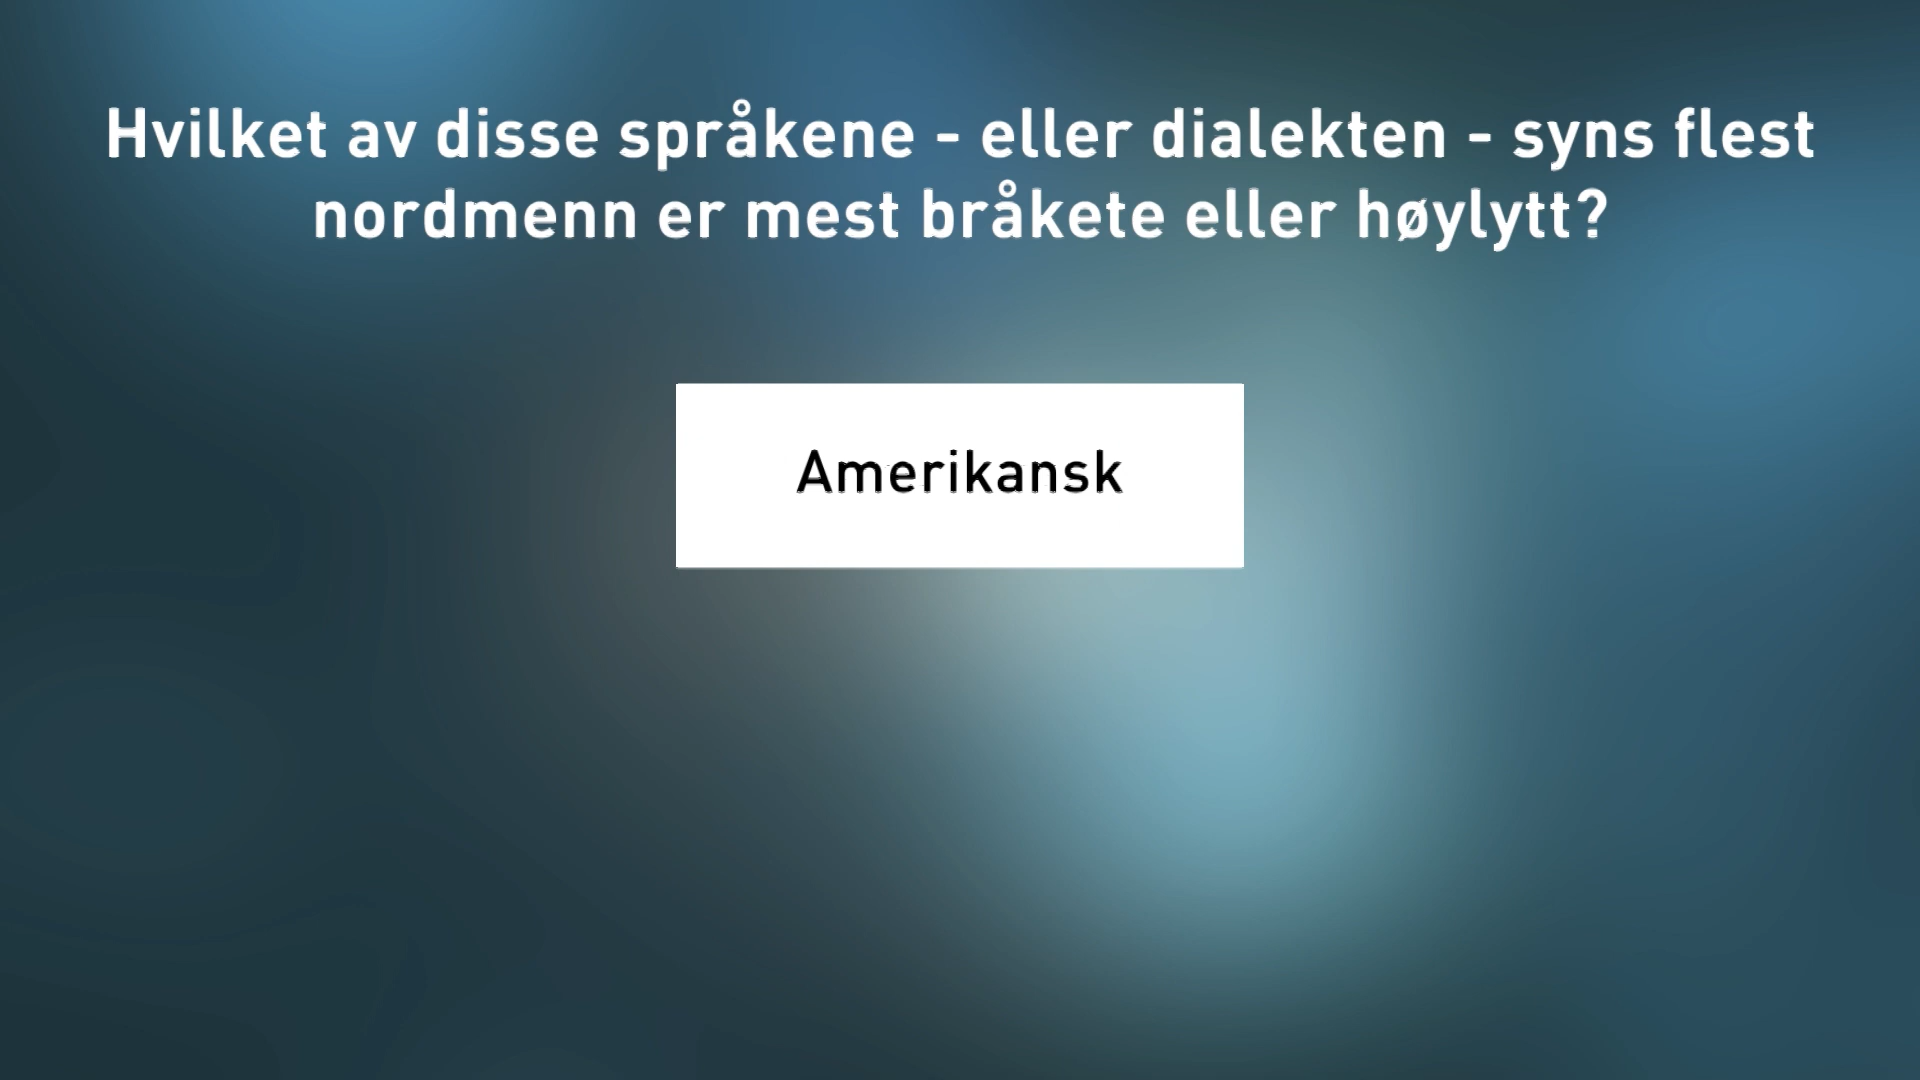 Hvilket av disse språkene - eller dialekten - syns flest
nordmenn er mest bråkete eller høylytt?
Amerikansk